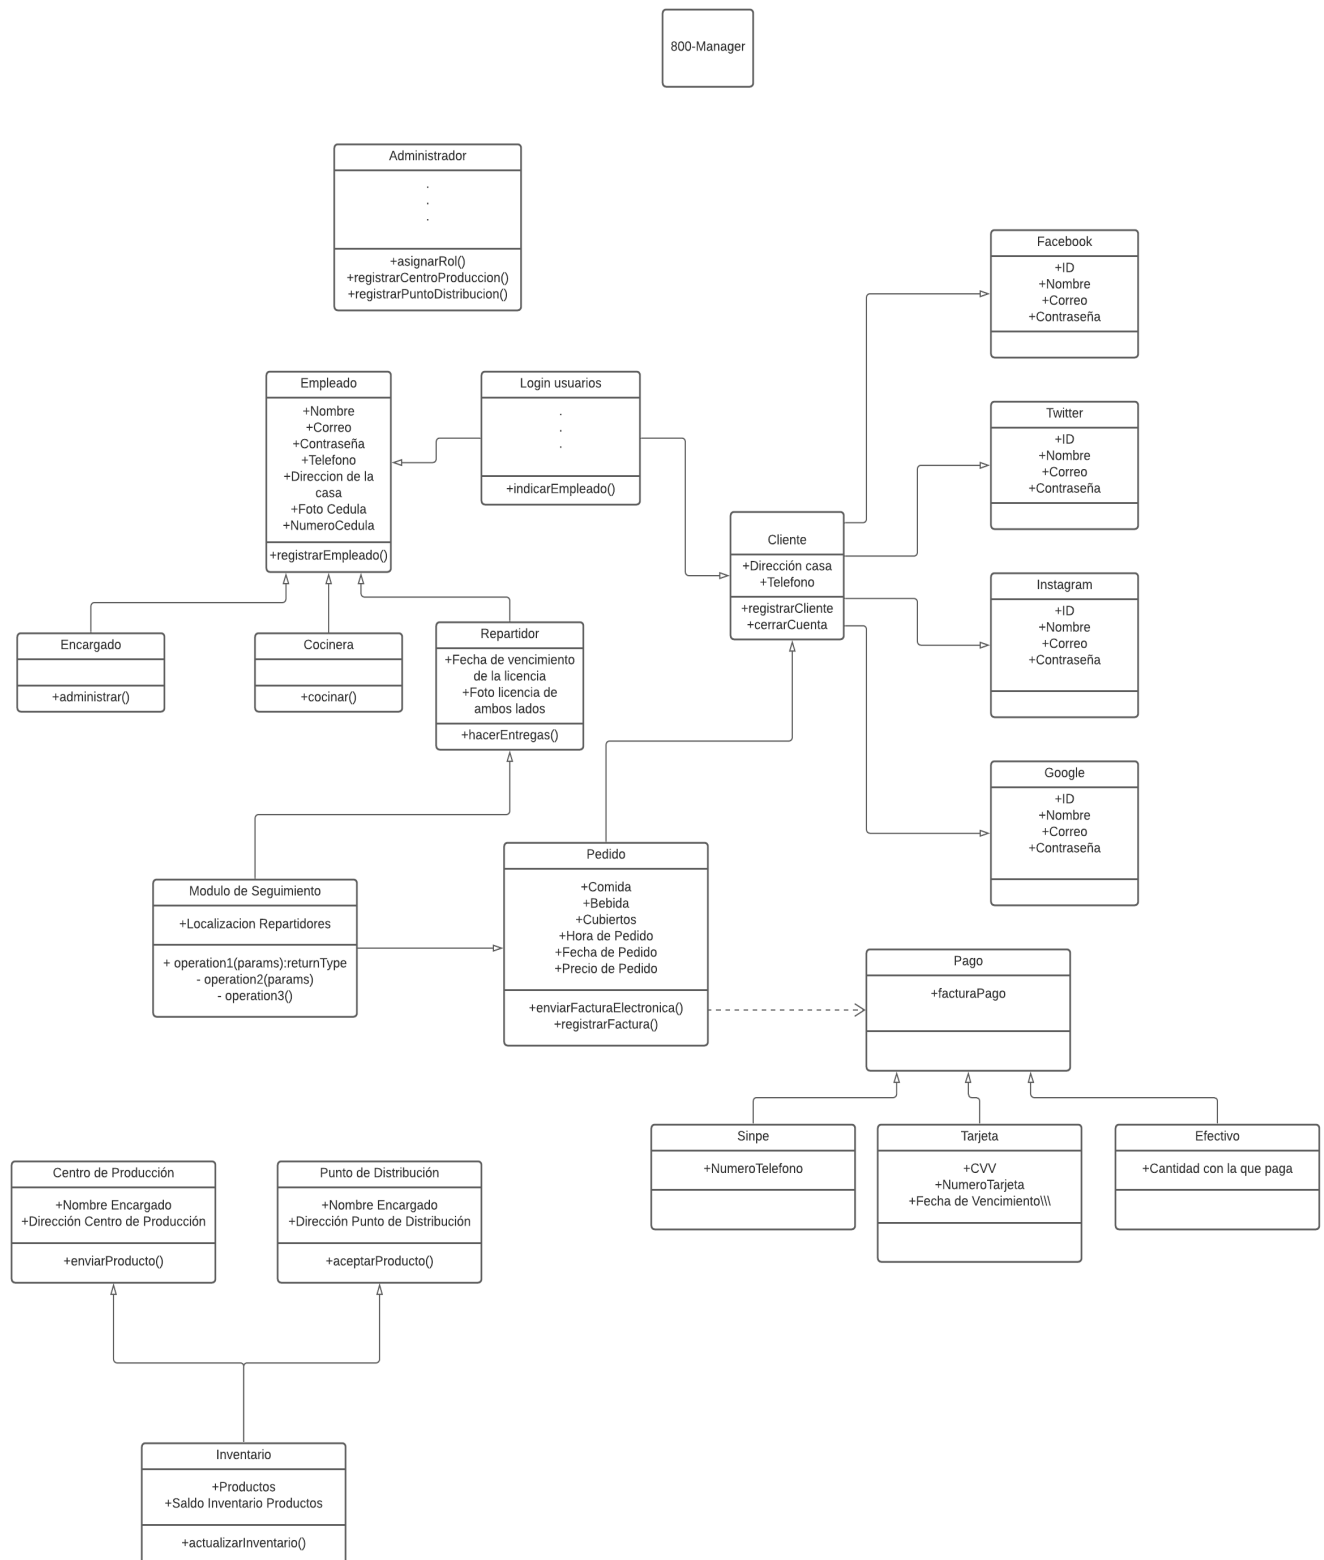 800-Manager
Administrador
.
.
.
+asignarRol()
+registrarCentroProduccion()
+registrarPuntoDistribucion()
Facebook
+ID
+Nombre
+Correo
+Contraseña
Empleado
+Nombre
+Correo
+Contraseña
+Telefono
+Direccion de la
casa
+Foto Cedula
+NumeroCedula
+registrarEmpleado()
Login usuarios
.
.
.
+indicarEmpleado()
Twitter
+ID
+Nombre
+Correo
+Contraseña
Cliente
+Dirección casa
+Telefono
+registrarCliente
+cerrarCuenta
Instagram
+ID
+Nombre
+Correo
+Contraseña
Encargado
+administrar()
Cocinera
+cocinar()
Repartidor
+Fecha de vencimiento
de la licencia
+Foto licencia de
ambos lados
+hacerEntregas()
Google
+ID
+Nombre
+Correo
+Contraseña
Modulo de Seguimiento
+Localizacion Repartidores
+ operation1(params):returnType
- operation2(params)
- operation3()
Pedido
+Comida
+Bebida
+Cubiertos
+Hora de Pedido
+Fecha de Pedido
+Precio de Pedido
+enviarFacturaElectronica()
+registrarFactura()
Pago
+facturaPago
Sinpe
+NumeroTelefono
Tarjeta
+CVV
+NumeroTarjeta
+Fecha de Vencimiento\\\
Efectivo
+Cantidad con la que paga
Centro de Producción
+Nombre Encargado
+Dirección Centro de Producción
+enviarProducto()
Punto de Distribución
+Nombre Encargado
+Dirección Punto de Distribución
+aceptarProducto()
Inventario
+Productos
+Saldo Inventario Productos
+actualizarInventario()